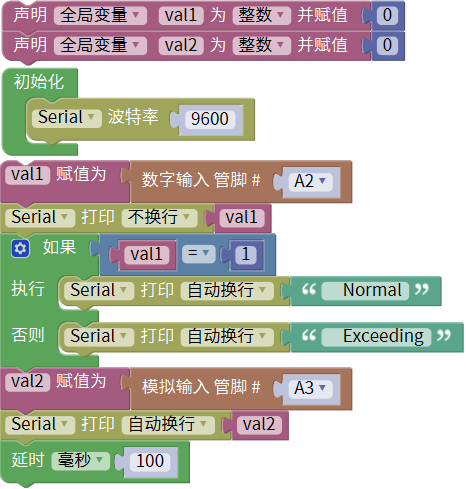 声明 全局变量 val1 为 整数 并赋值 0
声明 全局变量 val2 为 整数 并赋值 0
初始化
Serial 波特率 9600
val1 赋值为 数字输入 管脚 # A2
Serial 打印 不换行 val1
如果 val1 = 1
执行 Serial 打印 自动换行 “ Normal ”
否则 Serial 打印 自动换行 “ Exceeding ”
val2 赋值为 模拟输入 管脚 # A3
Serial 打印 自动换行 val2
延时 毫秒 100